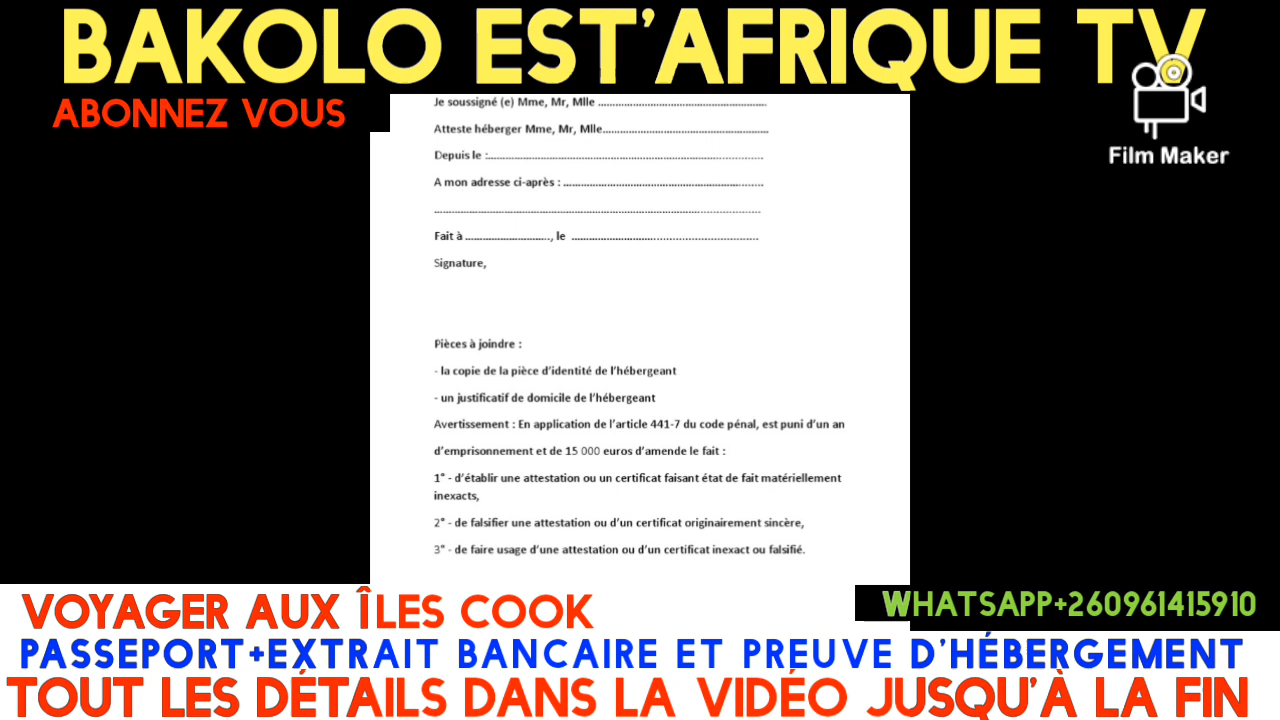 BAKOLO EST'AFRIQUE TV
ABONNEZ VOUS
Film Maker
Je soussigné (e) Mme, Mr, Mlle ................................................................
Atteste héberger Mme, Mr, Mlle................................................................
Depuis le :................................................................
A mon adresse ci-après : ................................................................
................................................................
Fait à ............................., le ................................................................
Signature,
Pièces à joindre :
- la copie de la pièce d'identité de l'hébergeant
- un justificatif de domicile de l'hébergeant
Avertissement : En application de l'article 441-7 du code pénal, est puni d'un an
d'emprisonnement et de 15 000 euros d'amende le fait :
1° - d'établir une attestation ou un certificat faisant état de fait matériellement
inexacts,
2° - de falsifier une attestation ou d'un certificat originairement sincère,
3° - de faire usage d'une attestation ou d'un certificat inexact ou falsifié.
WHATSAPP+260961415910
VOYAGER AUX ÎLES COOK
PASSEPORT+EXTRAIT BANCAIRE ET PREUVE D'HÉBERGEMENT
TOUT LES DÉTAILS DANS LA VIDÉO JUSQU'À LA FIN